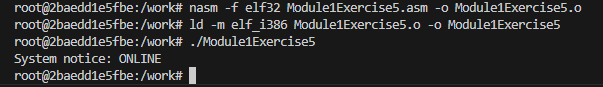 root@2baedd1e5fbe:/work# nasm -f elf32 Module1Exercise5.asm -o Module1Exercise5.o
root@2baedd1e5fbe:/work# ld -m elf_i386 Module1Exercise5.o -o Module1Exercise5
root@2baedd1e5fbe:/work# ./Module1Exercise5
System notice: ONLINE
root@2baedd1e5fbe:/work#